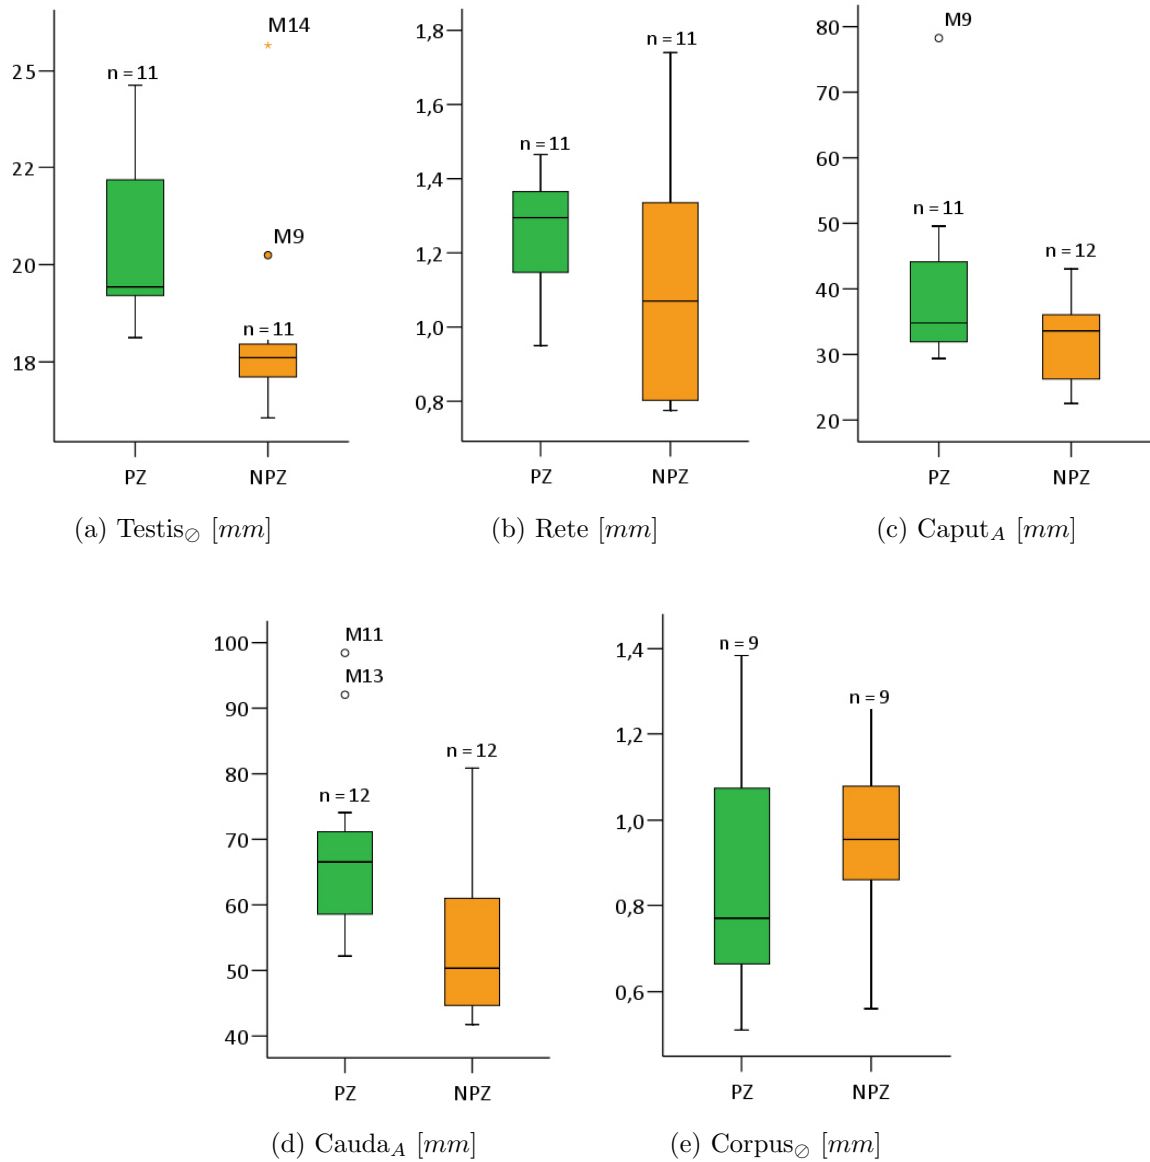 M14
n = 11
25
22
M9
20
n = 11
18
PZ
NPZ
(a) Testis⊘ [mm]
1,8
n = 11
1,6
n = 11
1,4
1,2
1,0
0,8
PZ
NPZ
(b) Rete [mm]
M9
80
70
60
n = 11
50
n = 12
40
30
20
PZ
NPZ
(c) Caput_A [mm]
M11
100
M13
90
80
n = 12
n = 12
70
60
50
40
PZ
NPZ
(d) Cauda_A [mm]
n = 9
1,4
n = 9
1,2
1,0
0,8
0,6
PZ
NPZ
(e) Corpus⊘ [mm]